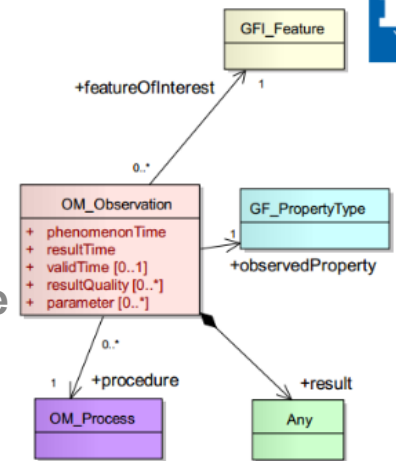 GFI_Feature
+featureOfInterest
1
0..*
OM_Observation
+ phenomenonTime
+ resultTime
+ validTime [0..1]
+ resultQuality [0..*]
+ parameter [0..*]
GF_PropertyType
1
+observedProperty
e
0..*
1
+procedure
+result
OM_Process
Any